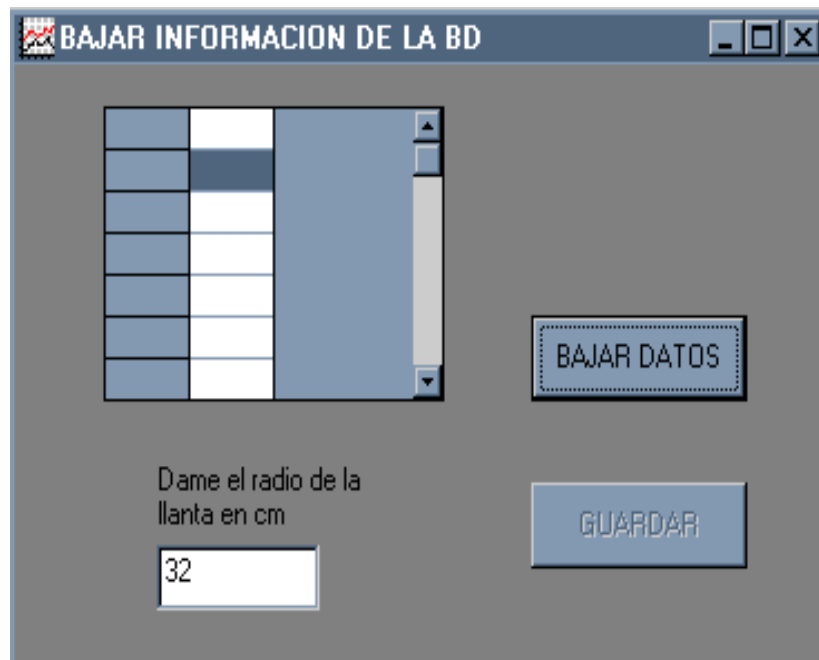 BAJAR INFORMACION DE LA BD
BAJAR DATOS
Dame el radio de la
llanta en cm
GUARDAR
32